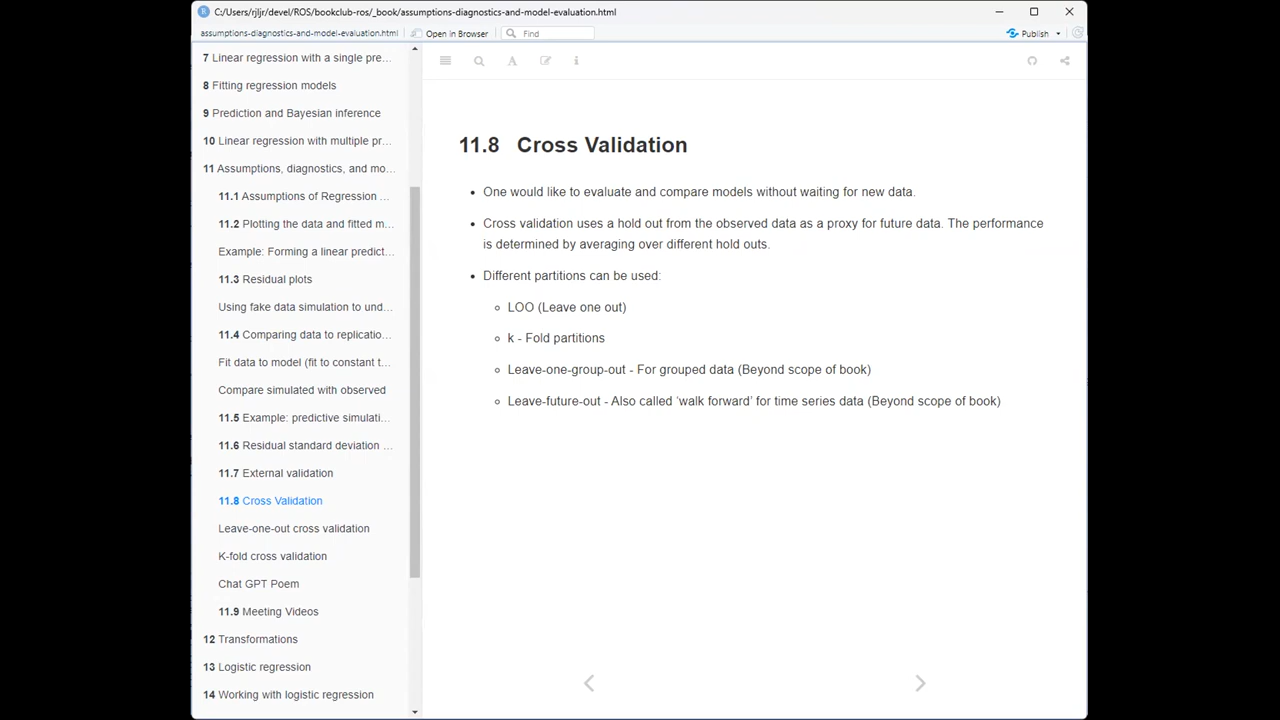 C:/Users/rjljr/devel/ROS/bookclub-ros/_book/assumptions-diagnostics-and-model-evaluation.html
assumptions-diagnostics-and-model-evaluation.html
Open in Browser
Find
Publish
7 Linear regression with a single pre...
8 Fitting regression models
9 Prediction and Bayesian inference
10 Linear regression with multiple pr...
11 Assumptions, diagnostics, and mo...
11.1 Assumptions of Regression ...
11.2 Plotting the data and fitted m...
Example: Forming a linear predict...
11.3 Residual plots
Using fake data simulation to und...
11.4 Comparing data to replicatio...
Fit data to model (fit to constant t...
Compare simulated with observed
11.5 Example: predictive simulati...
11.6 Residual standard deviation ...
11.7 External validation
11.8 Cross Validation
Leave-one-out cross validation
K-fold cross validation
Chat GPT Poem
11.9 Meeting Videos
12 Transformations
13 Logistic regression
14 Working with logistic regression
11.8 Cross Validation
• One would like to evaluate and compare models without waiting for new data.
• Cross validation uses a hold out from the observed data as a proxy for future data. The performance
is determined by averaging over different hold outs.
• Different partitions can be used:
◦ LOO (Leave one out)
◦ k - Fold partitions
◦ Leave-one-group-out - For grouped data (Beyond scope of book)
◦ Leave-future-out - Also called ‘walk forward’ for time series data (Beyond scope of book)